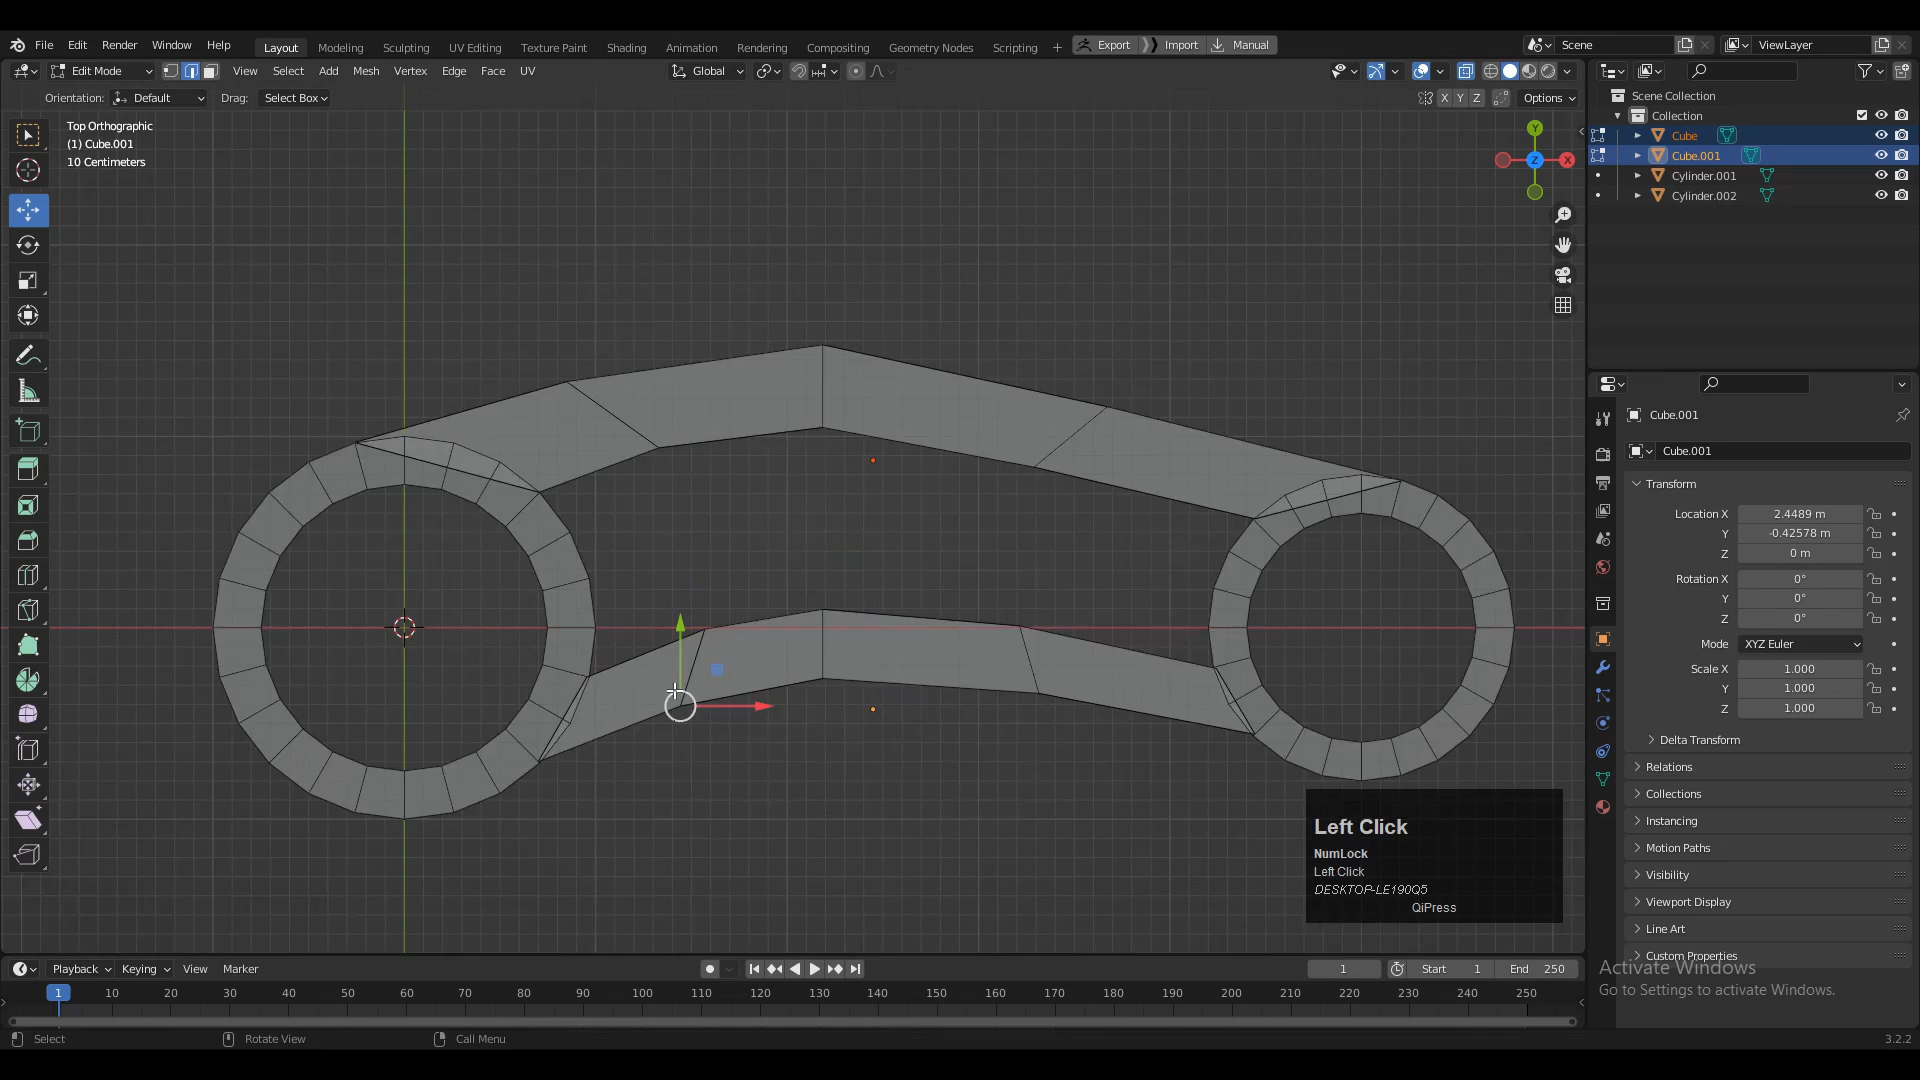 File Edit Render Window Help Layout Modeling Sculpting UV Editing Texture Paint Shading Animation Rendering Compositing Geometry Nodes Scripting + Export Import Manual Scene ViewLayer
Edit Mode View Select Add Mesh Vertex Edge Face UV Global
Orientation: Default Drag: Select Box X Y Z Options
Top Orthographic
(1) Cube.001
10 Centimeters
Y
Z
X
Scene Collection
Collection
Cube
Cube.001
Cylinder.001
Cylinder.002
Cube.001
Cube.001
Transform
Location X 2.4489 m
Y -0.42578 m
Z 0 m
Rotation X 0°
Y 0°
Z 0°
Mode XYZ Euler
Scale X 1.000
Y 1.000
Z 1.000
Delta Transform
Relations
Collections
Instancing
Motion Paths
Visibility
Viewport Display
Line Art
Custom Properties
Left Click
NumLock
Left Click
DESKTOP-LE190Q5
QiPress
Activate Windows
Go to Settings to activate Windows.
Playback Keying View Marker 1 Start 1 End 250
1 10 20 30 40 50 60 70 80 90 100 110 120 130 140 150 160 170 180 190 200 210 220 230 240 250
Select Rotate View Call Menu 3.2.2